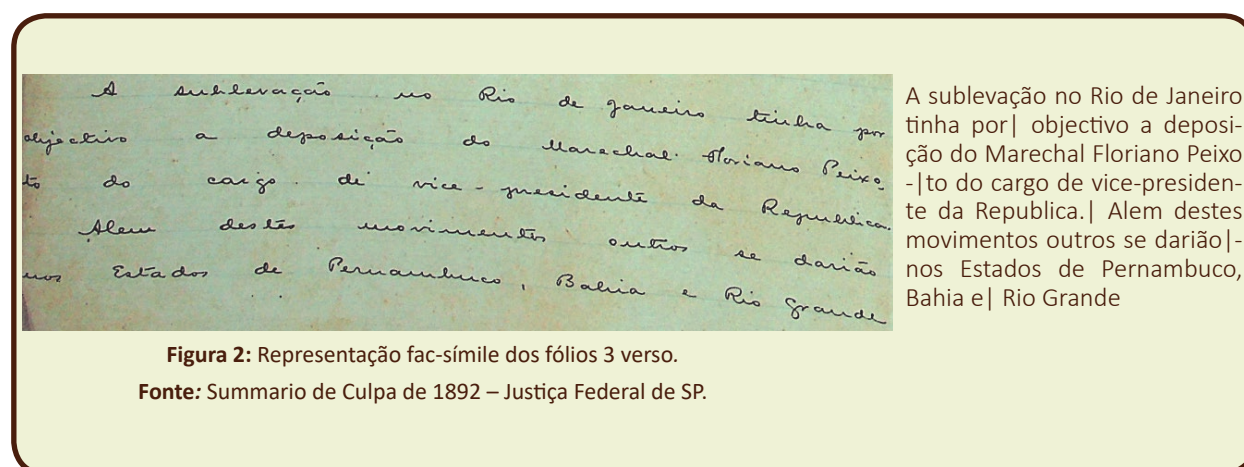 A sublevação no Rio de Janeiro tinha por
objectivo a deposição do Marechal Floriano Peixo-
to do cargo de vice-presidente da Republica.
Alem destes movimentos outros se darião
nos Estados de Pernambuco, Bahia e Rio Grande
A sublevação no Rio de Janeiro
tinha por| objectivo a deposi-
ção do Marechal Floriano Peixo
-|to do cargo de vice-presiden-
te da Republica.| Alem destes
movimentos outros se darião|-
nos Estados de Pernambuco,
Bahia e| Rio Grande
Figura 2: Representação fac-símile dos fólios 3 verso.
Fonte: Summario de Culpa de 1892 – Justiça Federal de SP.